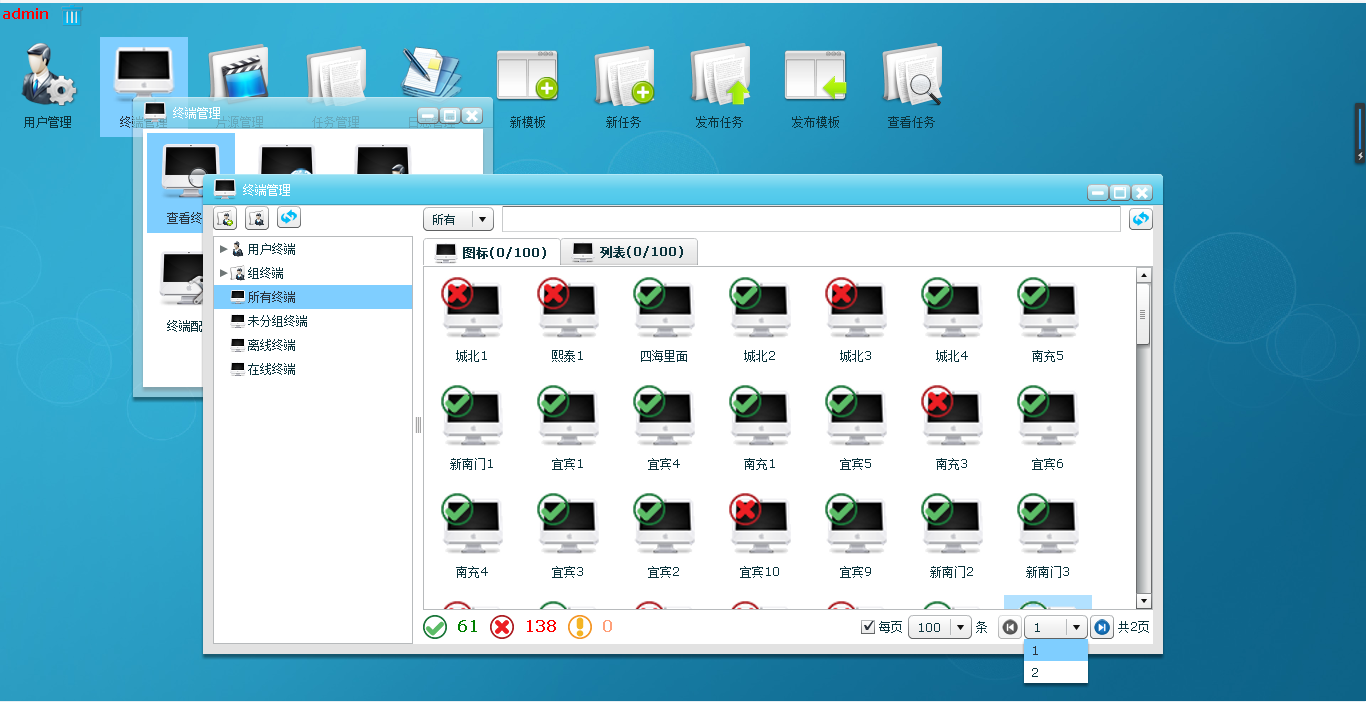 admin
用户管理
终端管理
片源管理
任务管理
日志管理
新模板
新任务
发布任务
发布模板
查看任务
终端管理
查看终
终端配
终端管理
所有
用户终端
组终端
所有终端
未分组终端
离线终端
在线终端
图标(0/100)
列表(0/100)
城北1
熙泰1
四海里面
城北2
城北3
城北4
南充5
新南门1
宜宾1
宜宾4
南充1
宜宾5
南充3
宜宾6
南充4
宜宾3
宜宾2
宜宾10
宜宾9
新南门2
新南门3
61 138 0
每页 100 条 1 共2页
1
2